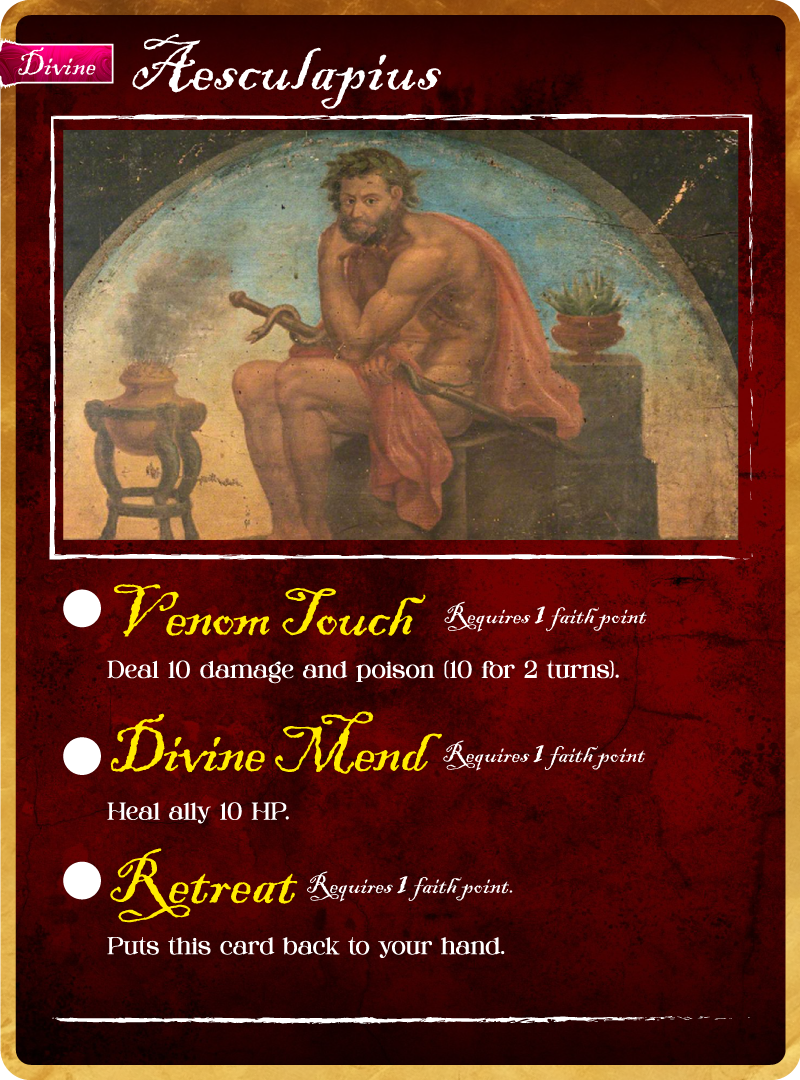 Divine
Aesculapius
Venom Touch Requires 1 faith point
Deal 10 damage and poison (10 for 2 turns).
Divine Mend Requires 1 faith point
Heal ally 10 HP.
Retreat Requires 1 faith point.
Puts this card back to your hand.